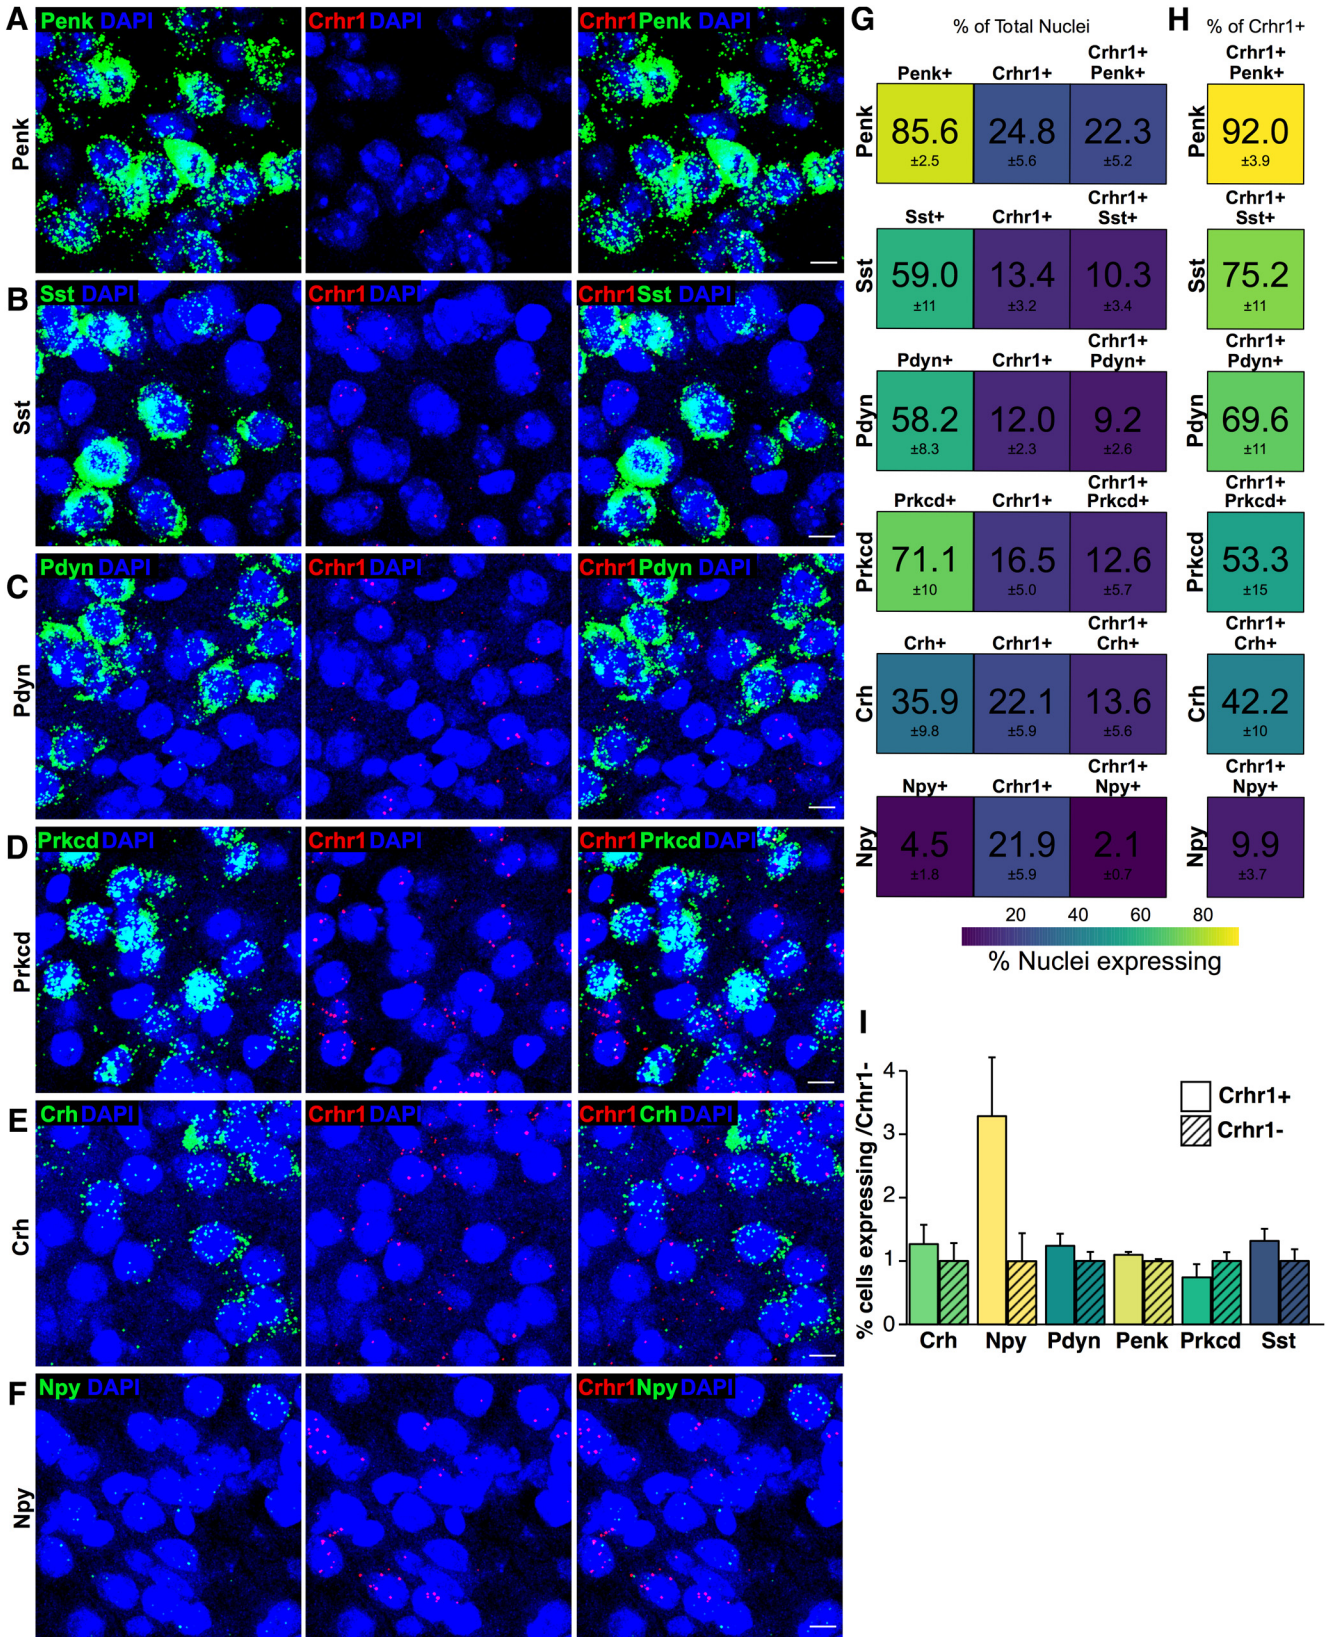 A
Penk DAPI
Crhr1 DAPI
Crhr1 Penk
Penk
B
Sst DAPI
Crhr1 DAPI
Crhr1 Sst DAPI
Sst
C
Pdyn DAPI
Crhr1 DAPI
Crhr1 Pdyn DAPI
Pdyn
D
Prkcd DAPI
Crhr1 DAPI
Crhr1 Prkcd DAPI
Prkcd
E
Crh DAPI
Crhr1 DAPI
Crhr1 Crh DAPI
Crh
F
Npy DAPI
Crhr1 DAPI
Crhr1 Npy DAPI
Npy
G
% of Total Nuclei
Penk+ Crhr1+ Crhr1+ Penk+
Penk
85.6 24.8 22.3
±2.5 ±5.6 ±5.2
Sst+ Crhr1+ Crhr1+ Sst+
Sst
59.0 13.4 10.3
±11 ±3.2 ±3.4
Pdyn+ Crhr1+ Crhr1+ Pdyn+
Pdyn
58.2 12.0 9.2
±8.3 ±2.3 ±2.6
Prkcd+ Crhr1+ Crhr1+ Prkcd+
Prkcd
71.1 16.5 12.6
±10 ±5.0 ±5.7
Crh+ Crhr1+ Crhr1+ Crh+
Crh
35.9 22.1 13.6
±9.8 ±5.9 ±5.6
Npy+ Crhr1+ Crhr1+ Npy+
Npy
4.5 21.9 2.1
±1.8 ±5.9 ±0.7
H
% of Crhr1+
Crhr1+
Penk+
Penk
92.0
±3.9
Crhr1+
Sst+
Sst
75.2
±11
Crhr1+
Pdyn+
Pdyn
69.6
±11
Crhr1+
Prkcd+
Prkcd
53.3
±15
Crhr1+
Crh+
Crh
42.2
±10
Crhr1+
Npy+
Npy
9.9
±3.7
20 40 60 80
% Nuclei expressing
I
% cells expressing /Crhr1-
4
3
2
1
0
Crhr1+
Crhr1-
Crh Npy Pdyn Penk Prkcd Sst